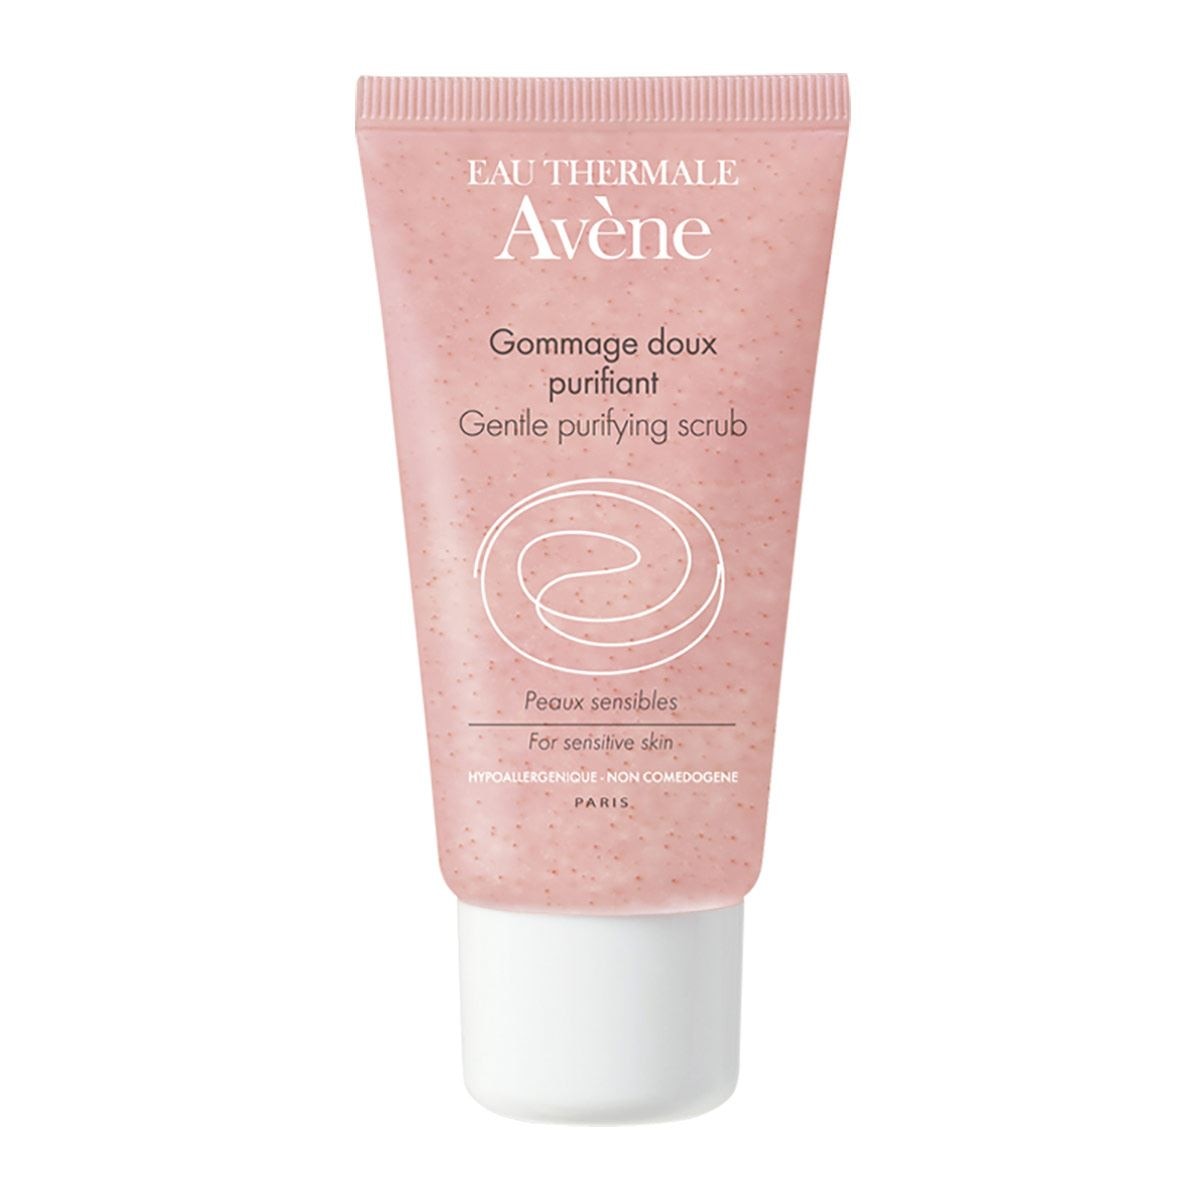 EAU THERMALE
Avène
Gommage doux
purifiant
Gentle purifying scrub
Peaux sensibles
For sensitive skin
HYPOALLERGENIQUE - NON COMEDOGENE
PARIS